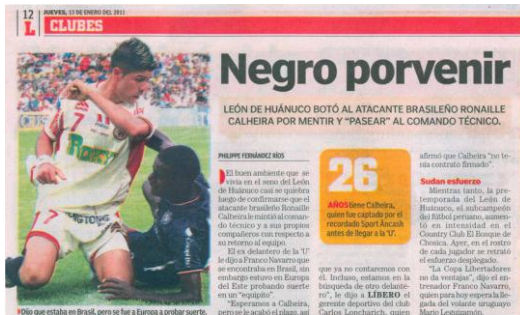 12
L
JUEVES, 13 DE ENERO DEL 2011
CLUBES
Negro porvenir
LEÓN DE HUÁNUCO BOTÓ AL ATACANTE BRASILEÑO RONAILLE
CALHEIRA POR MENTIR Y “PASEAR” AL COMANDO TÉCNICO.
PHILIPPE FERNÁNDEZ RÍOS
El buen ambiente que se
vivía en el seno del León
de Huánuco casi se quiebra
luego de confirmarse que el
atacante brasileño Ronaille
Calheira le mintió al coman-
do técnico y a sus propios
compañeros con respecto a
su retorno al equipo.
El ex delantero de la ‘U’
le dijo a Franco Navarro que
se encontraba en Brasil, sin
embargo estuvo en Europa
del Este probando suerte
en un “equipito”.
“Esperamos a Calheira,
pero se le acabó el plazo, así
26
AÑOS tiene Calheira,
quien fue captado por el
recordado Sport Áncash
antes de llegar a la ‘U’.
que ya no contaremos con
él. Incluso, estamos en la
búsqueda de otro delante-
ro”, le dijo a LÍBERO el
gerente deportivo del club
Carlos Loncharich, quien
afirmó que Calheira “no te-
nía contrato firmado”.
Sudan esfuerzo
Mientras tanto, la pre-
temporada del León de
Huánuco, el subcampeón
del fútbol peruano, aumen-
tó en intensidad en el
Country Club El Bosque de
Chosica. Ayer, en el rostro
de cada jugador se retrató
el esfuerzo desplegado.
“La Copa Libertadores
no da ventajas”, dijo el en-
trenador Franco Navarro,
quien para hoy espera la lle-
gada del volante uruguayo
Mario Leguizamón.
7
7
Dijo que estaba en Brasil, pero se fue a Europa a probar suerte.